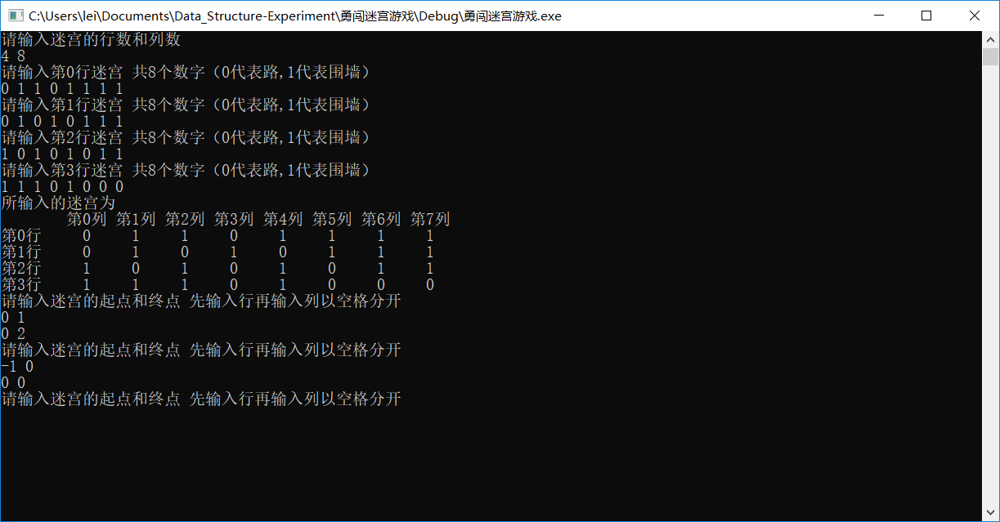 C:\Users\lei\Documents\Data_Structure-Experiment\勇闯迷宫游戏\Debug\勇闯迷宫游戏.exe
请输入迷宫的行数和列数
4 8
请输入第0行迷宫 共8个数字（0代表路,1代表围墙）
0 1 1 0 1 1 1 1
请输入第1行迷宫 共8个数字（0代表路,1代表围墙）
0 1 0 1 0 1 1 1
请输入第2行迷宫 共8个数字（0代表路,1代表围墙）
1 0 1 0 1 0 1 1
请输入第3行迷宫 共8个数字（0代表路,1代表围墙）
1 1 1 0 1 0 0 0
所输入的迷宫为
第0列 第1列 第2列 第3列 第4列 第5列 第6列 第7列
第0行 0 1 1 0 1 1 1 1
第1行 0 1 0 1 0 1 1 1
第2行 1 0 1 0 1 0 1 1
第3行 1 1 1 0 1 0 0 0
请输入迷宫的起点和终点 先输入行再输入列以空格分开
0 1
0 2
请输入迷宫的起点和终点 先输入行再输入列以空格分开
-1 0
0 0
请输入迷宫的起点和终点 先输入行再输入列以空格分开